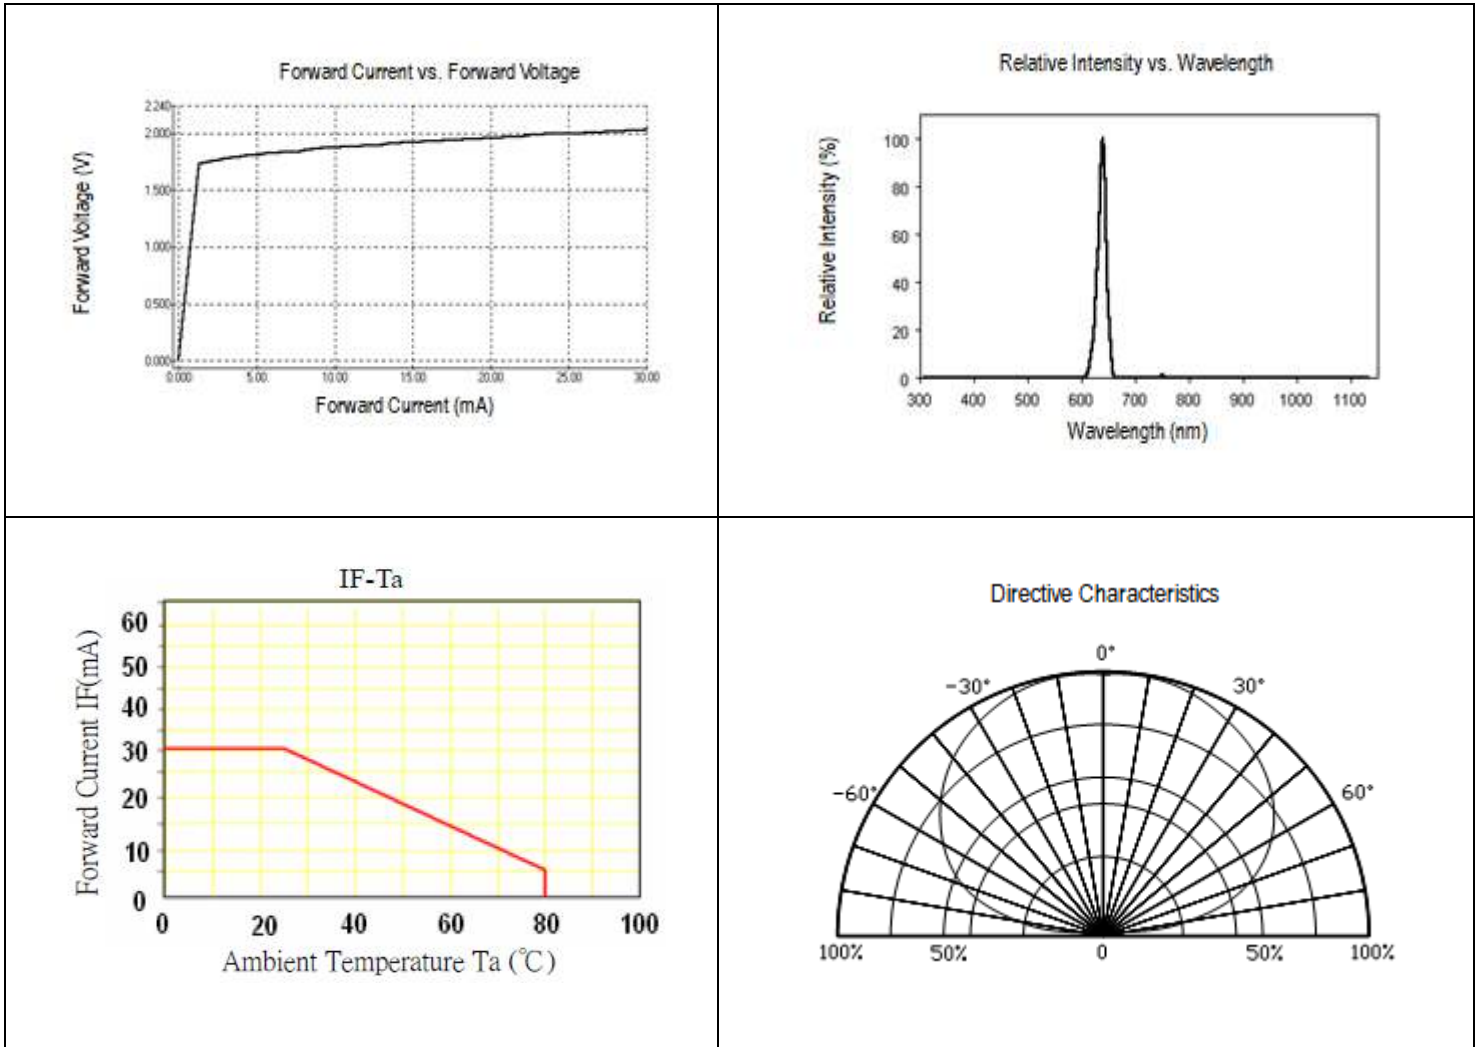 Forward Current vs. Forward Voltage
2.240
2.000
1.500
1.000
0.500
0.000
Forward Voltage (V)
0.000 5.00 10.00 15.00 20.00 25.00 30.00
Forward Current (mA)
Relative Intensity vs. Wavelength
100
80
60
40
20
0
Relative Intensity (%)
300 400 500 600 700 800 900 1000 1100
Wavelength (nm)
IF-Ta
60
50
40
30
20
10
0
Forward Current IF(mA)
0 20 40 60 80 100
Ambient Temperature Ta (℃)
Directive Characteristics
0°
-30° 30°
-60° 60°
100% 50% 0 50% 100%